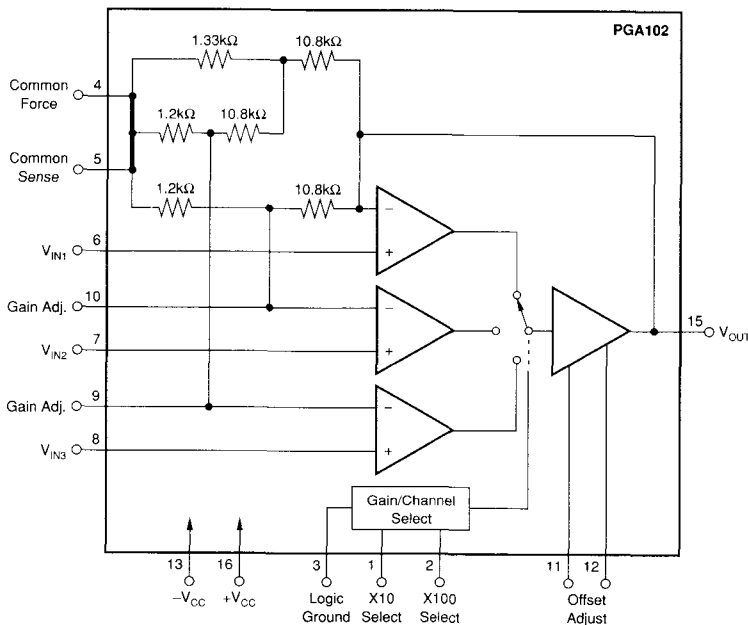 PGA102
1.33kΩ
10.8kΩ
4
Common
Force
1.2kΩ
10.8kΩ
5
Common
Sense
1.2kΩ
10.8kΩ
−
+
6
VIN1
10
Gain Adj.
−
+
7
VIN2
15
VOUT
9
Gain Adj.
−
+
8
VIN3
Gain/Channel
Select
13
−VCC
16
+VCC
3
Logic
Ground
1
X10
Select
2
X100
Select
11
12
Offset
Adjust